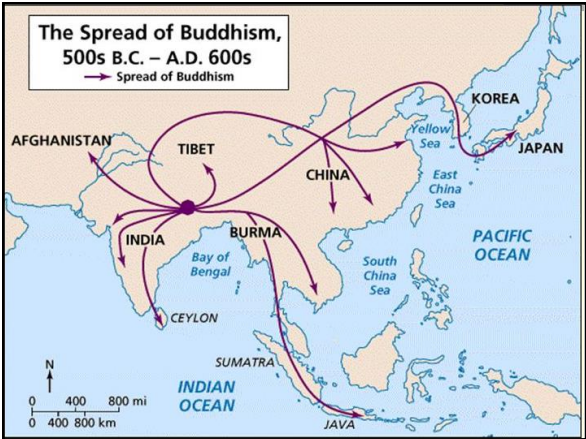 The Spread of Buddhism,
500s B.C. – A.D. 600s
Spread of Buddhism
KOREA
AFGHANISTAN
TIBET
Yellow
Sea
JAPAN
CHINA
East
China
Sea
INDIA
BURMA
PACIFIC
OCEAN
Bay of
Bengal
South
China
Sea
CEYLON
SUMATRA
N
INDIAN
OCEAN
0 400 800 mi
0 400 800 km
JAVA